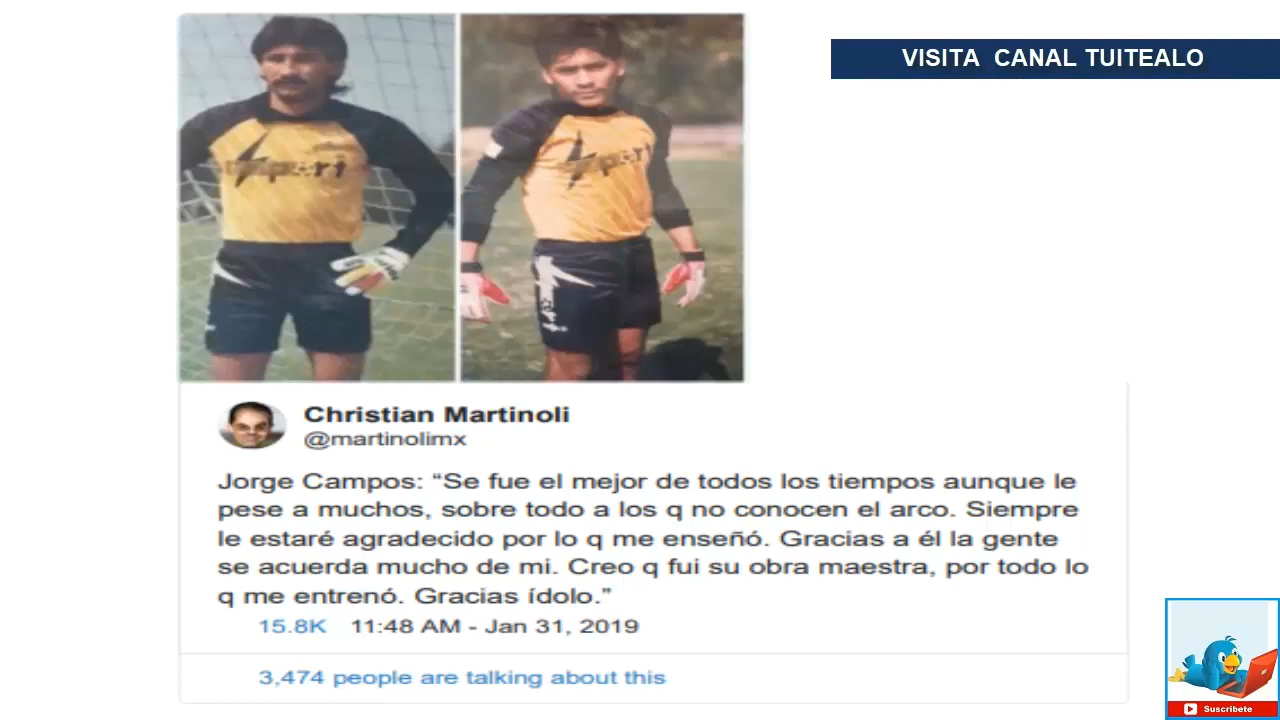 VISITA CANAL TUITEALO
Sport
Sport
Christian Martinoli
@martinolimx
Jorge Campos: “Se fue el mejor de todos los tiempos aunque le
pese a muchos, sobre todo a los q no conocen el arco. Siempre
le estaré agradecido por lo q me enseñó. Gracias a él la gente
se acuerda mucho de mi. Creo q fui su obra maestra, por todo lo
q me entrenó. Gracias ídolo.”
15.8K 11:48 AM - Jan 31, 2019
3,474 people are talking about this
Suscribete